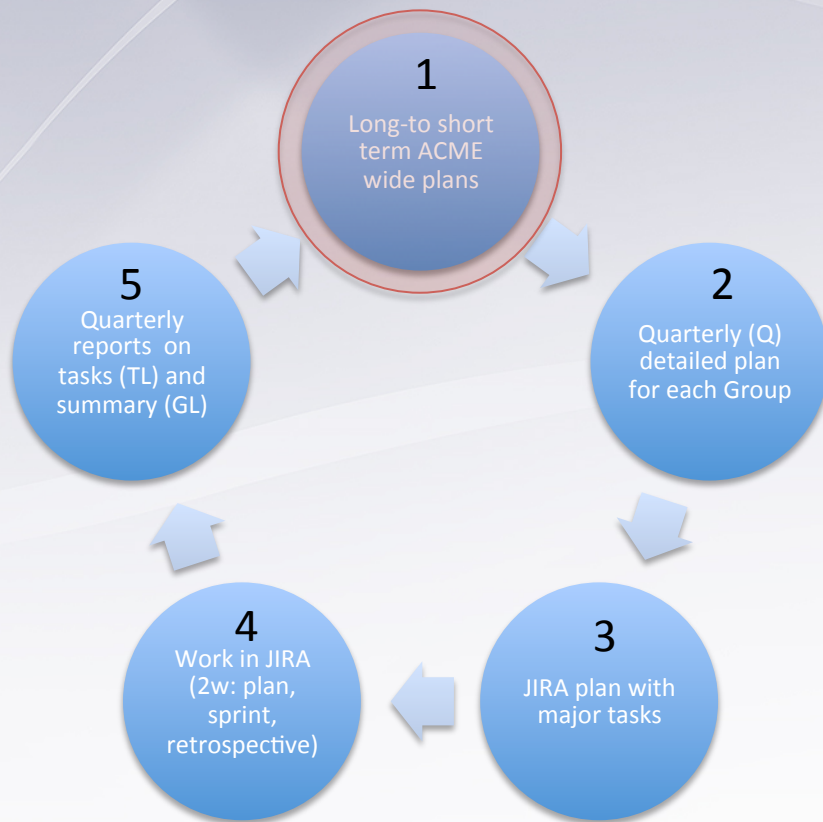 1
Long-to short
term ACME
wide plans
2
Quarterly (Q)
detailed plan
for each Group
3
JIRA plan with
major tasks
4
Work in JIRA
(2w: plan,
sprint,
retrospective)
5
Quarterly
reports on
tasks (TL) and
summary (GL)